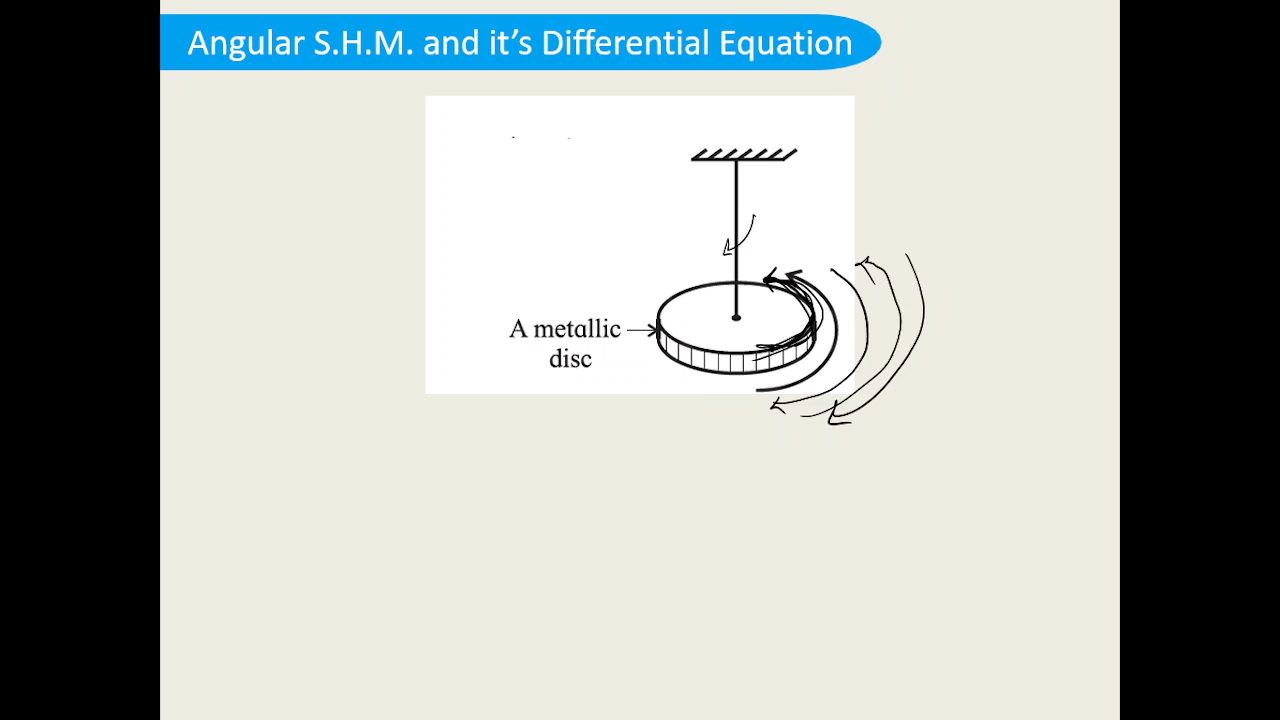 Angular S.H.M. and it’s Differential Equation
A metallic
disc